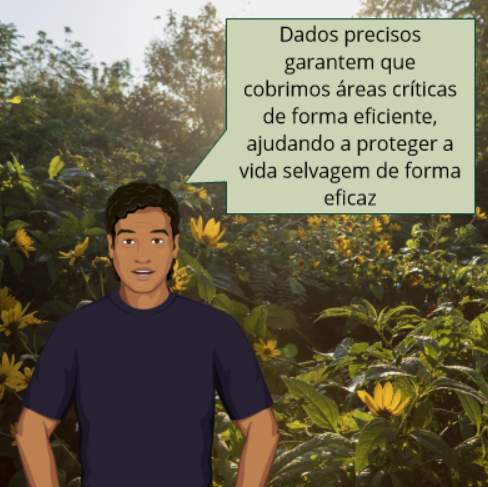 Dados precisos
garantem que
cobrimos áreas críticas
de forma eficiente,
ajudando a proteger a
vida selvagem de forma
eficaz